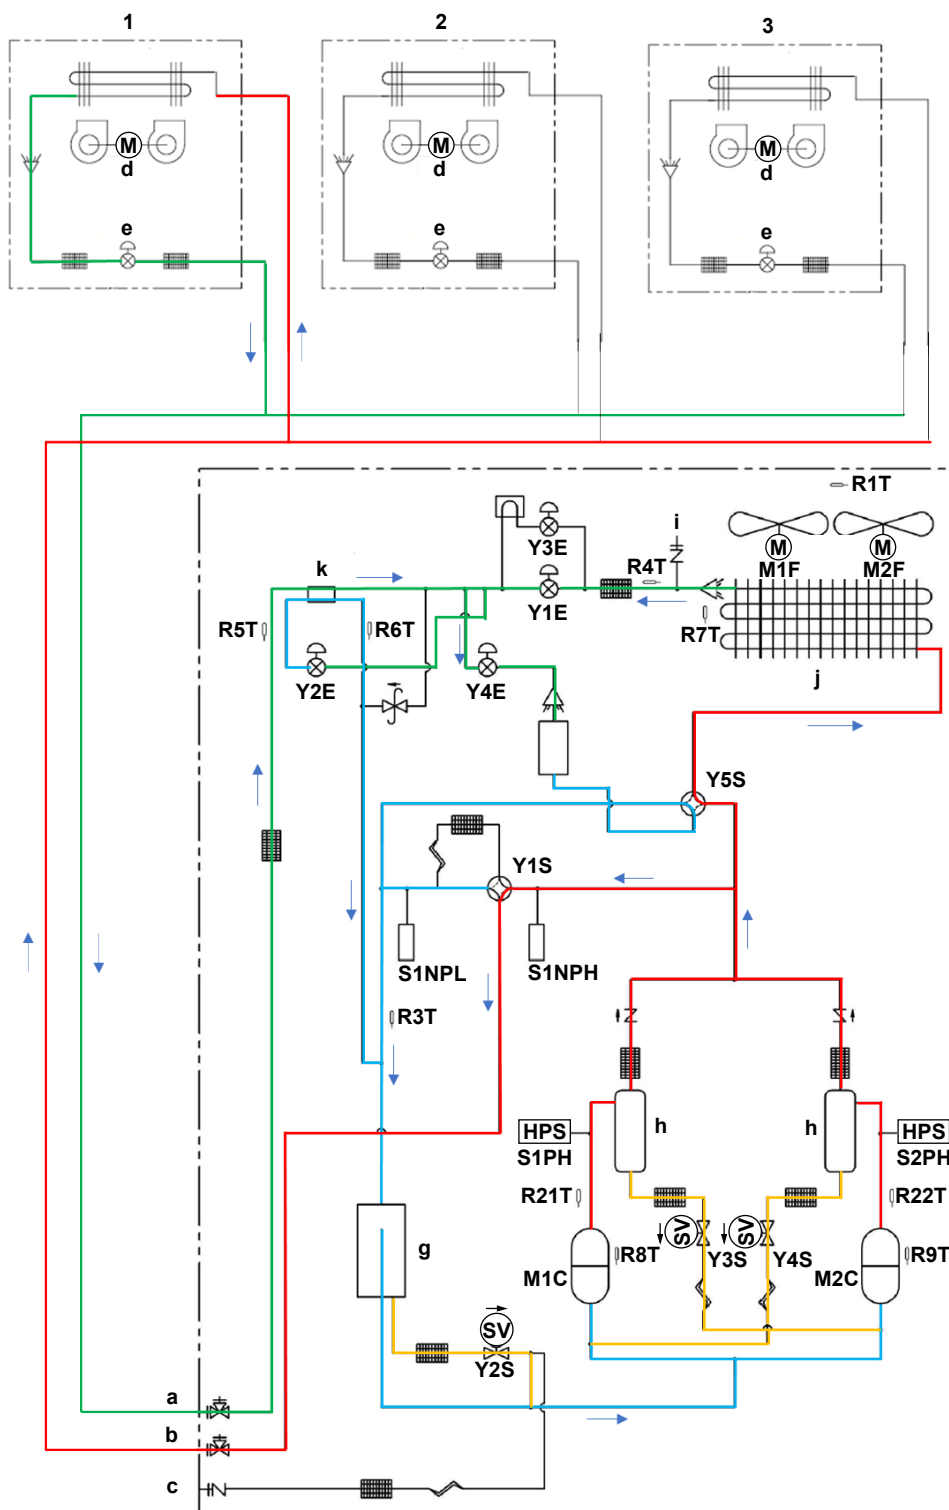 1 2 3
M M M
d d d
e e e
R1T
i
Y3E
M M
R4T M1F M2F
k
Y1E
R7T
R5T R6T
Y2E Y4E j
Y5S
Y1S
S1NPL S1NPH
R3T
HPS h h HPS
S1PH S2PH
R21T R22T
g SV SV
R8T Y3S Y4S R9T
M1C M2C
SV
Y2S
a
b
c